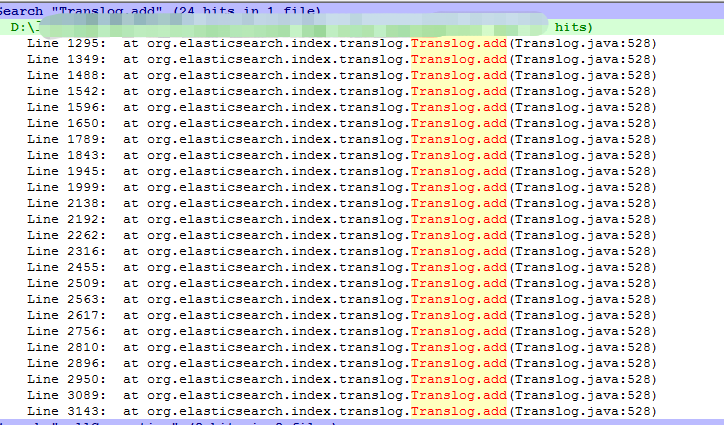 Search "Translog.add" (24 hits in 1 file)
D:\ hits)
Line 1295: at org.elasticsearch.index.translog.Translog.add(Translog.java:528)
Line 1349: at org.elasticsearch.index.translog.Translog.add(Translog.java:528)
Line 1488: at org.elasticsearch.index.translog.Translog.add(Translog.java:528)
Line 1542: at org.elasticsearch.index.translog.Translog.add(Translog.java:528)
Line 1596: at org.elasticsearch.index.translog.Translog.add(Translog.java:528)
Line 1650: at org.elasticsearch.index.translog.Translog.add(Translog.java:528)
Line 1789: at org.elasticsearch.index.translog.Translog.add(Translog.java:528)
Line 1843: at org.elasticsearch.index.translog.Translog.add(Translog.java:528)
Line 1945: at org.elasticsearch.index.translog.Translog.add(Translog.java:528)
Line 1999: at org.elasticsearch.index.translog.Translog.add(Translog.java:528)
Line 2138: at org.elasticsearch.index.translog.Translog.add(Translog.java:528)
Line 2192: at org.elasticsearch.index.translog.Translog.add(Translog.java:528)
Line 2262: at org.elasticsearch.index.translog.Translog.add(Translog.java:528)
Line 2316: at org.elasticsearch.index.translog.Translog.add(Translog.java:528)
Line 2455: at org.elasticsearch.index.translog.Translog.add(Translog.java:528)
Line 2509: at org.elasticsearch.index.translog.Translog.add(Translog.java:528)
Line 2563: at org.elasticsearch.index.translog.Translog.add(Translog.java:528)
Line 2617: at org.elasticsearch.index.translog.Translog.add(Translog.java:528)
Line 2756: at org.elasticsearch.index.translog.Translog.add(Translog.java:528)
Line 2810: at org.elasticsearch.index.translog.Translog.add(Translog.java:528)
Line 2896: at org.elasticsearch.index.translog.Translog.add(Translog.java:528)
Line 2950: at org.elasticsearch.index.translog.Translog.add(Translog.java:528)
Line 3089: at org.elasticsearch.index.translog.Translog.add(Translog.java:528)
Line 3143: at org.elasticsearch.index.translog.Translog.add(Translog.java:528)